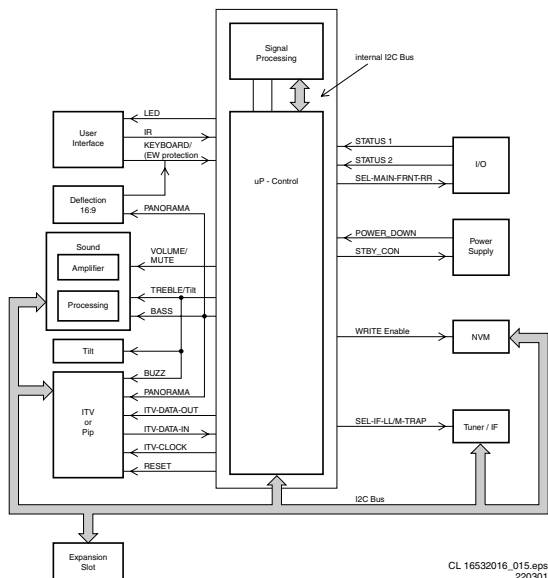 Signal
Processing
internal I2C Bus
User
Interface
LED
IR
KEYBOARD/
(EW protection
uP - Control
STATUS 1
STATUS 2
SEL-MAIN-FRNT-RR
I/O
Deflection
16:9
PANORAMA
Sound
Amplifier
Processing
VOLUME/
MUTE
TREBLE/Tilt
BASS
POWER_DOWN
STBY_CON
Power
Supply
WRITE Enable
NVM
Tilt
ITV
or
Pip
BUZZ
PANORAMA
ITV-DATA-OUT
ITV-DATA-IN
ITV-CLOCK
RESET
SEL-IF-LL/M-TRAP
Tuner / IF
I2C Bus
Expansion
Slot
CL 16532016_015.eps
220301